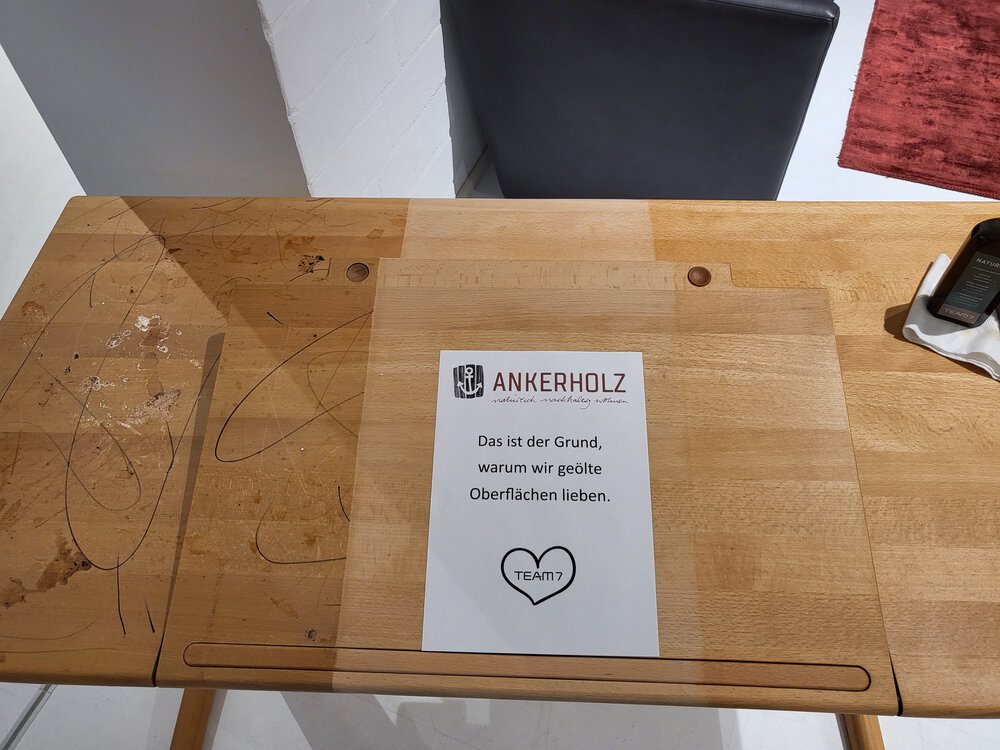 ANKERHOLZ
natürlich nachhaltig wohnen
Das ist der Grund,
warum wir geölte
Oberflächen lieben.
TEAM 7
NATUR
TEAM 7